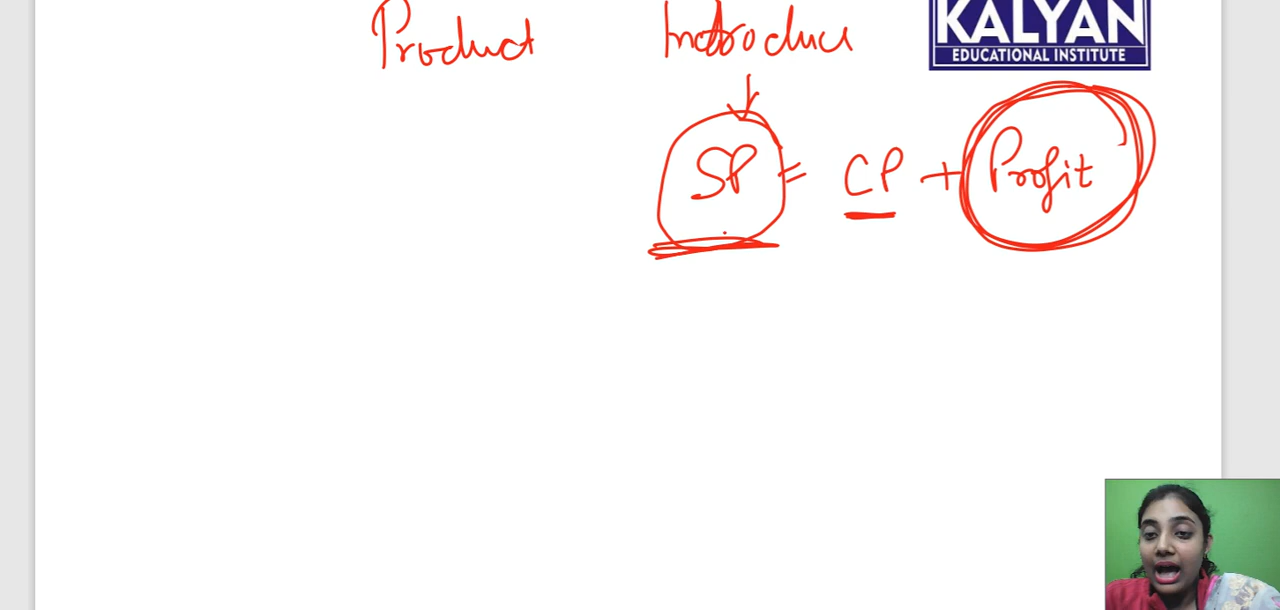 Product Introduce
KALYAN
EDUCATIONAL INSTITUTE
SP = CP + Profit